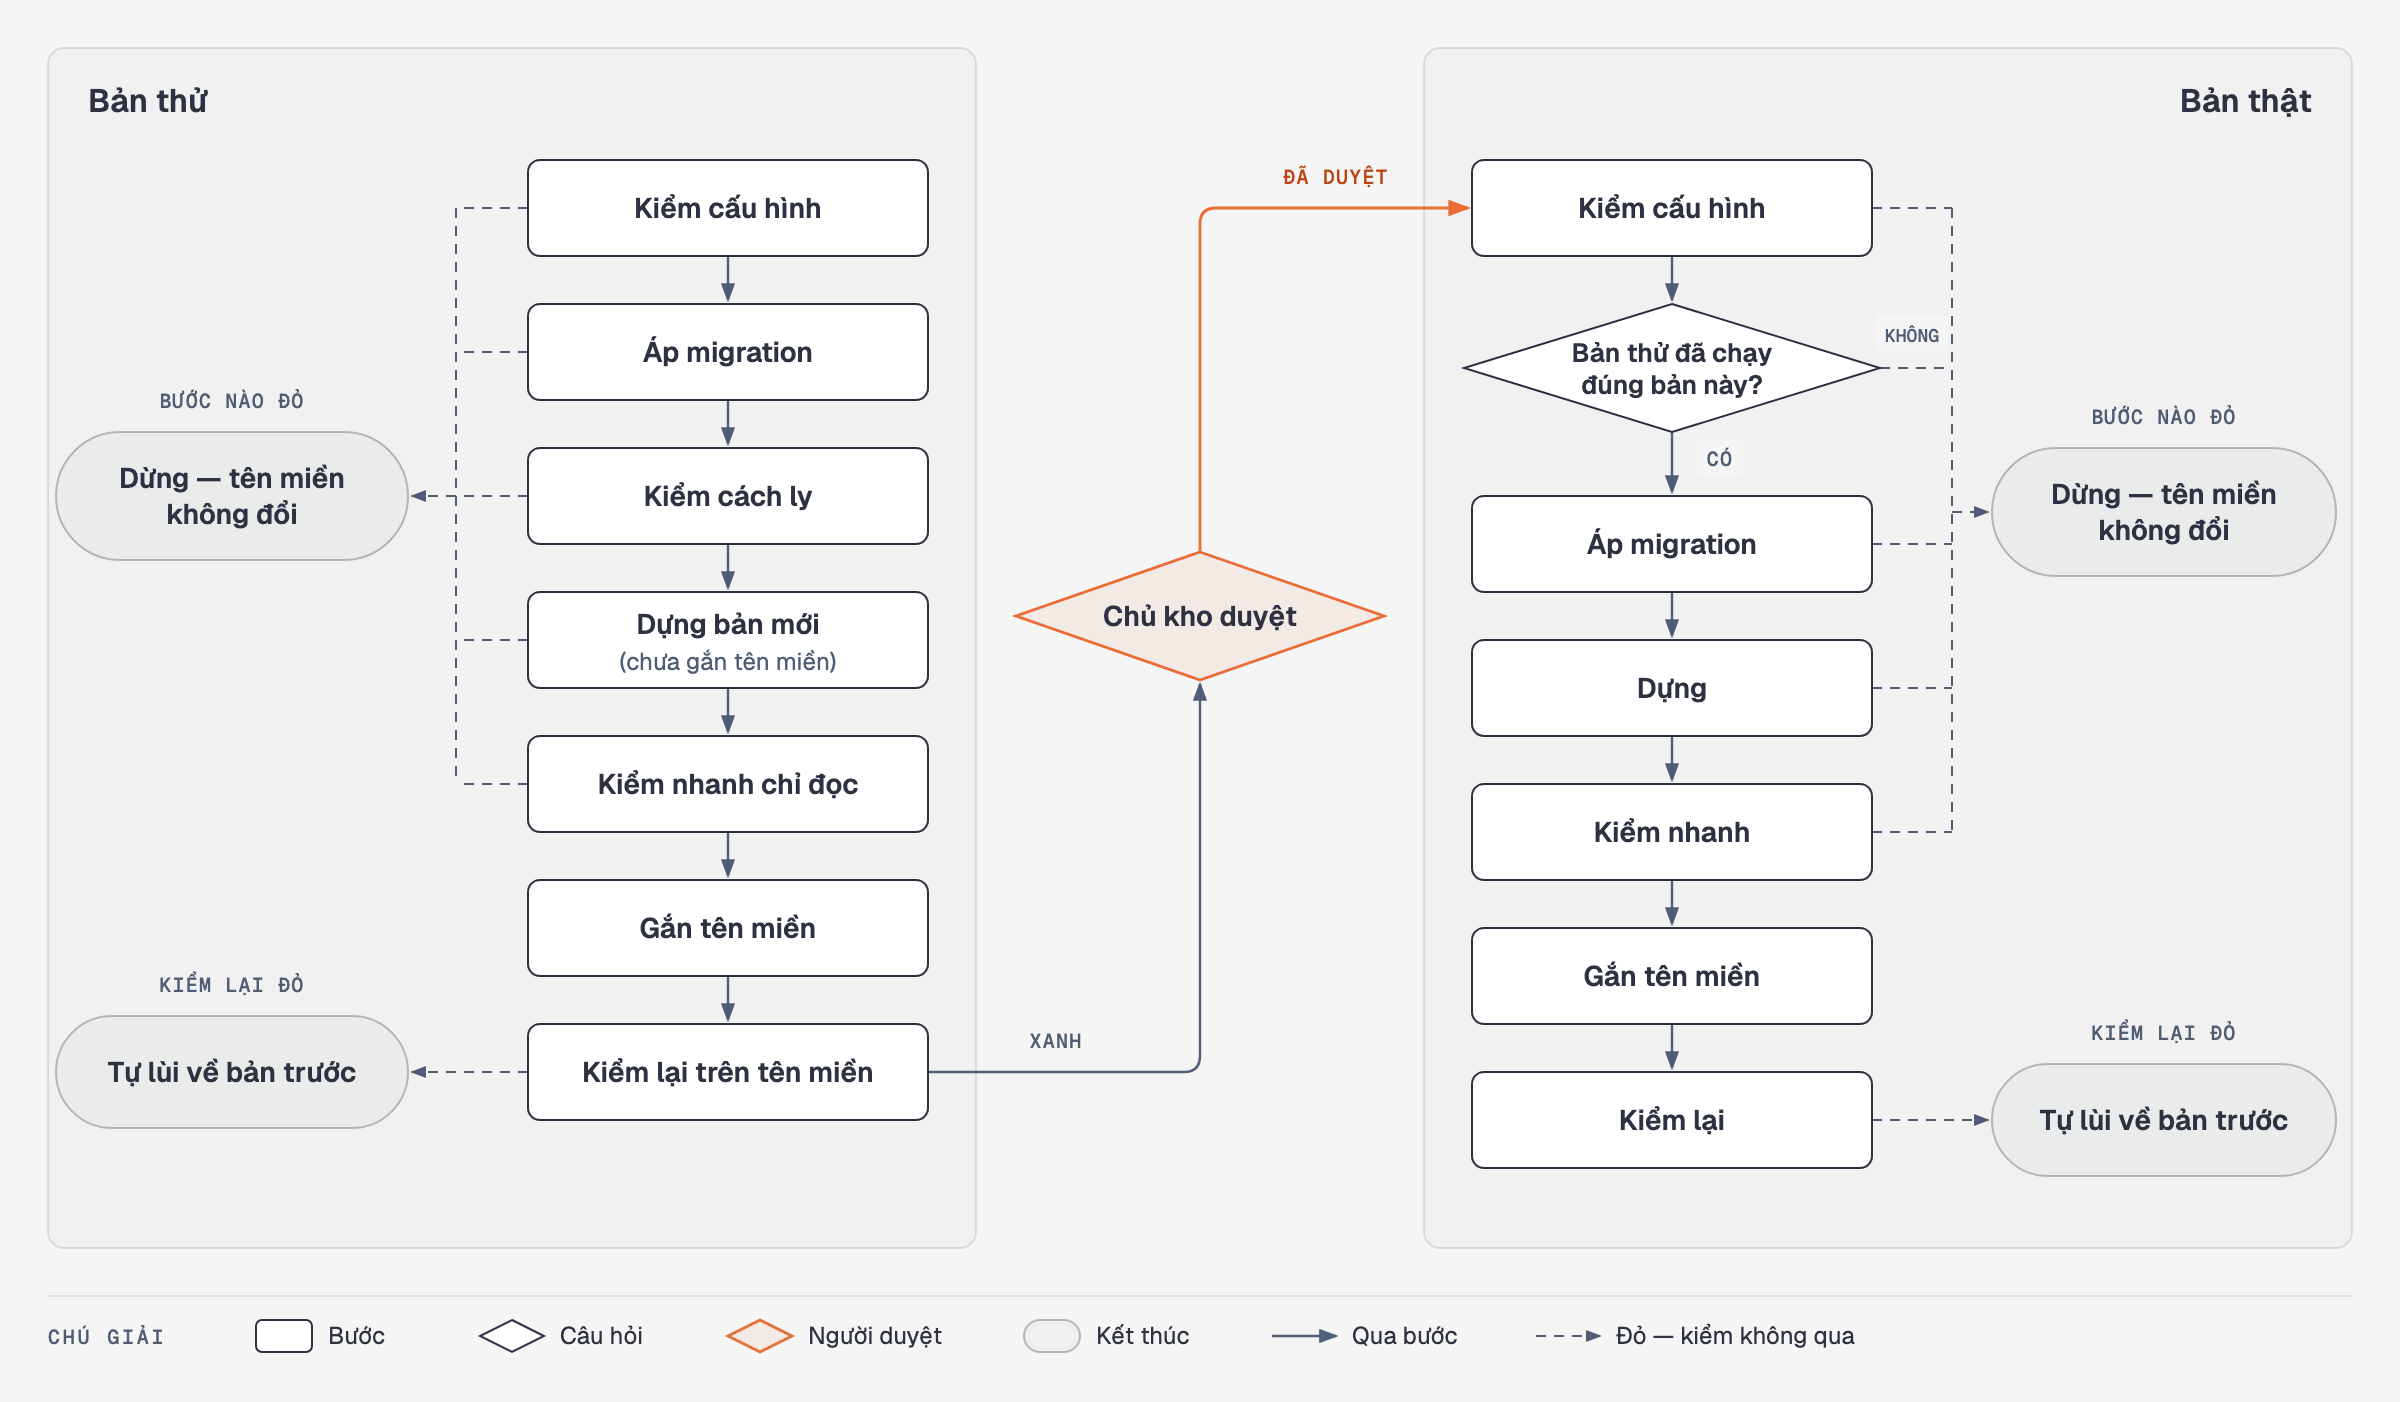 Bản thử
Kiểm cấu hình
Áp migration
BƯỚC NÀO ĐỎ
Dừng — tên miền
không đổi
Kiểm cách ly
Dựng bản mới
(chưa gắn tên miền)
Kiểm nhanh chỉ đọc
Gắn tên miền
KIỂM LẠI ĐỎ
Tự lùi về bản trước
Kiểm lại trên tên miền
XANH
Chủ kho duyệt
ĐÃ DUYỆT
Bản thật
Kiểm cấu hình
Bản thử đã chạy
đúng bản này?
KHÔNG
CÓ
BƯỚC NÀO ĐỎ
Dừng — tên miền
không đổi
Áp migration
Dựng
Kiểm nhanh
Gắn tên miền
KIỂM LẠI ĐỎ
Kiểm lại
Tự lùi về bản trước
CHÚ GIẢI
Bước
Câu hỏi
Người duyệt
Kết thúc
Qua bước
Đỏ — kiểm không qua